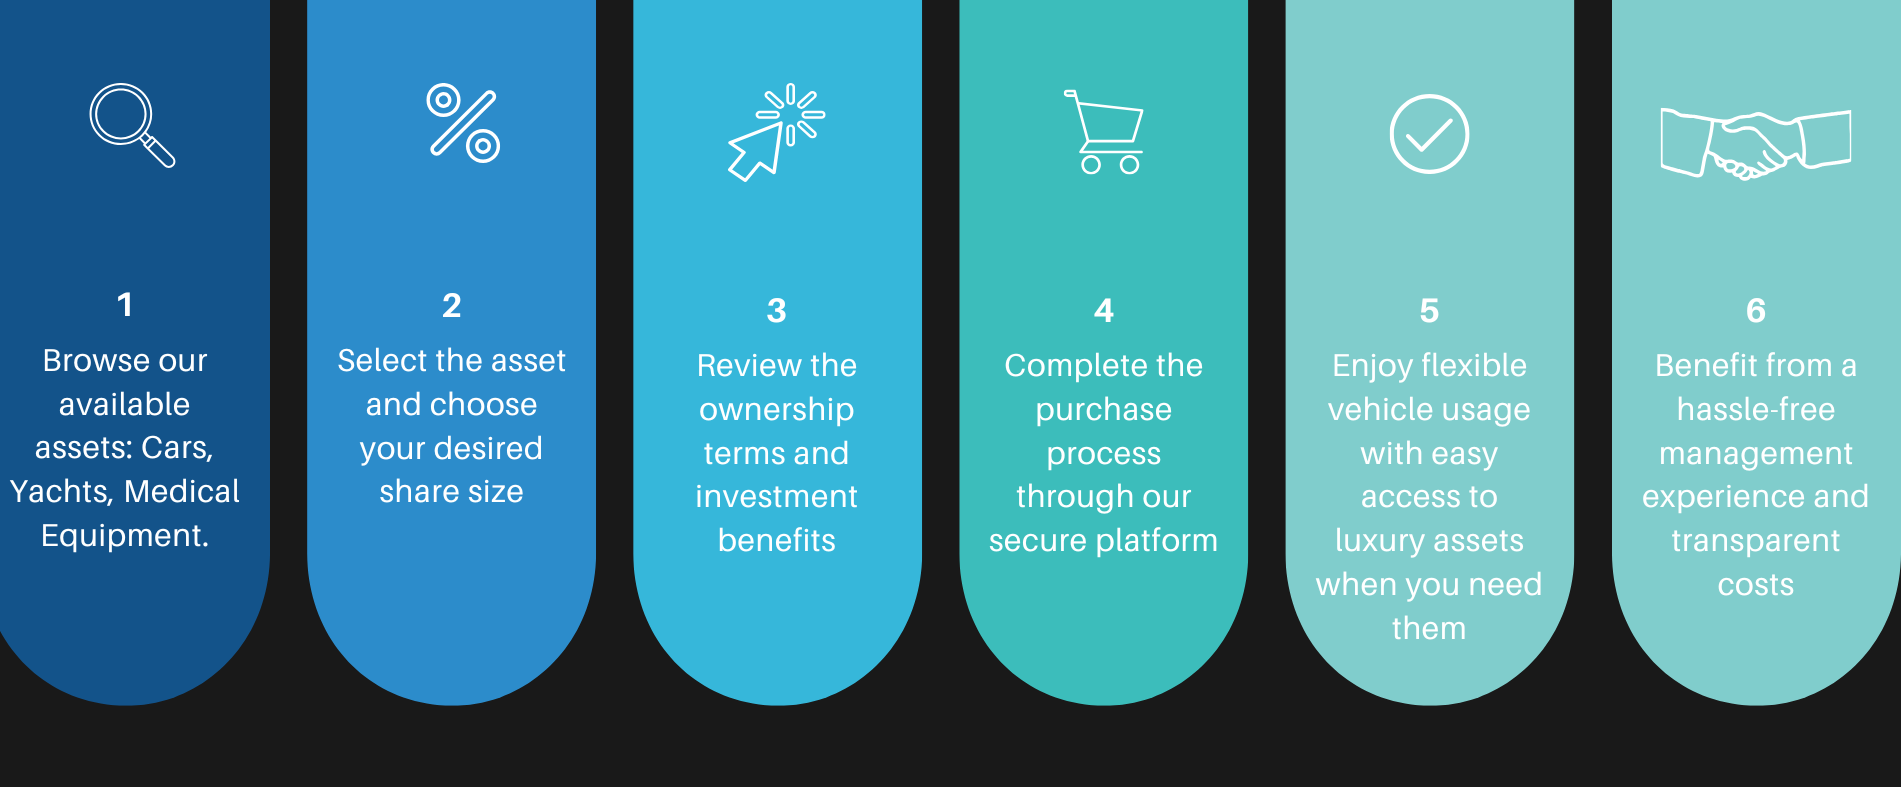 1
Browse our
available
assets: Cars,
Yachts, Medical
Equipment.
2
Select the asset
and choose
your desired
share size
3
Review the
ownership
terms and
investment
benefits
4
Complete the
purchase
process
through our
secure platform
5
Enjoy flexible
vehicle usage
with easy
access to
luxury assets
when you need
them
6
Benefit from a
hassle-free
management
experience and
transparent
costs